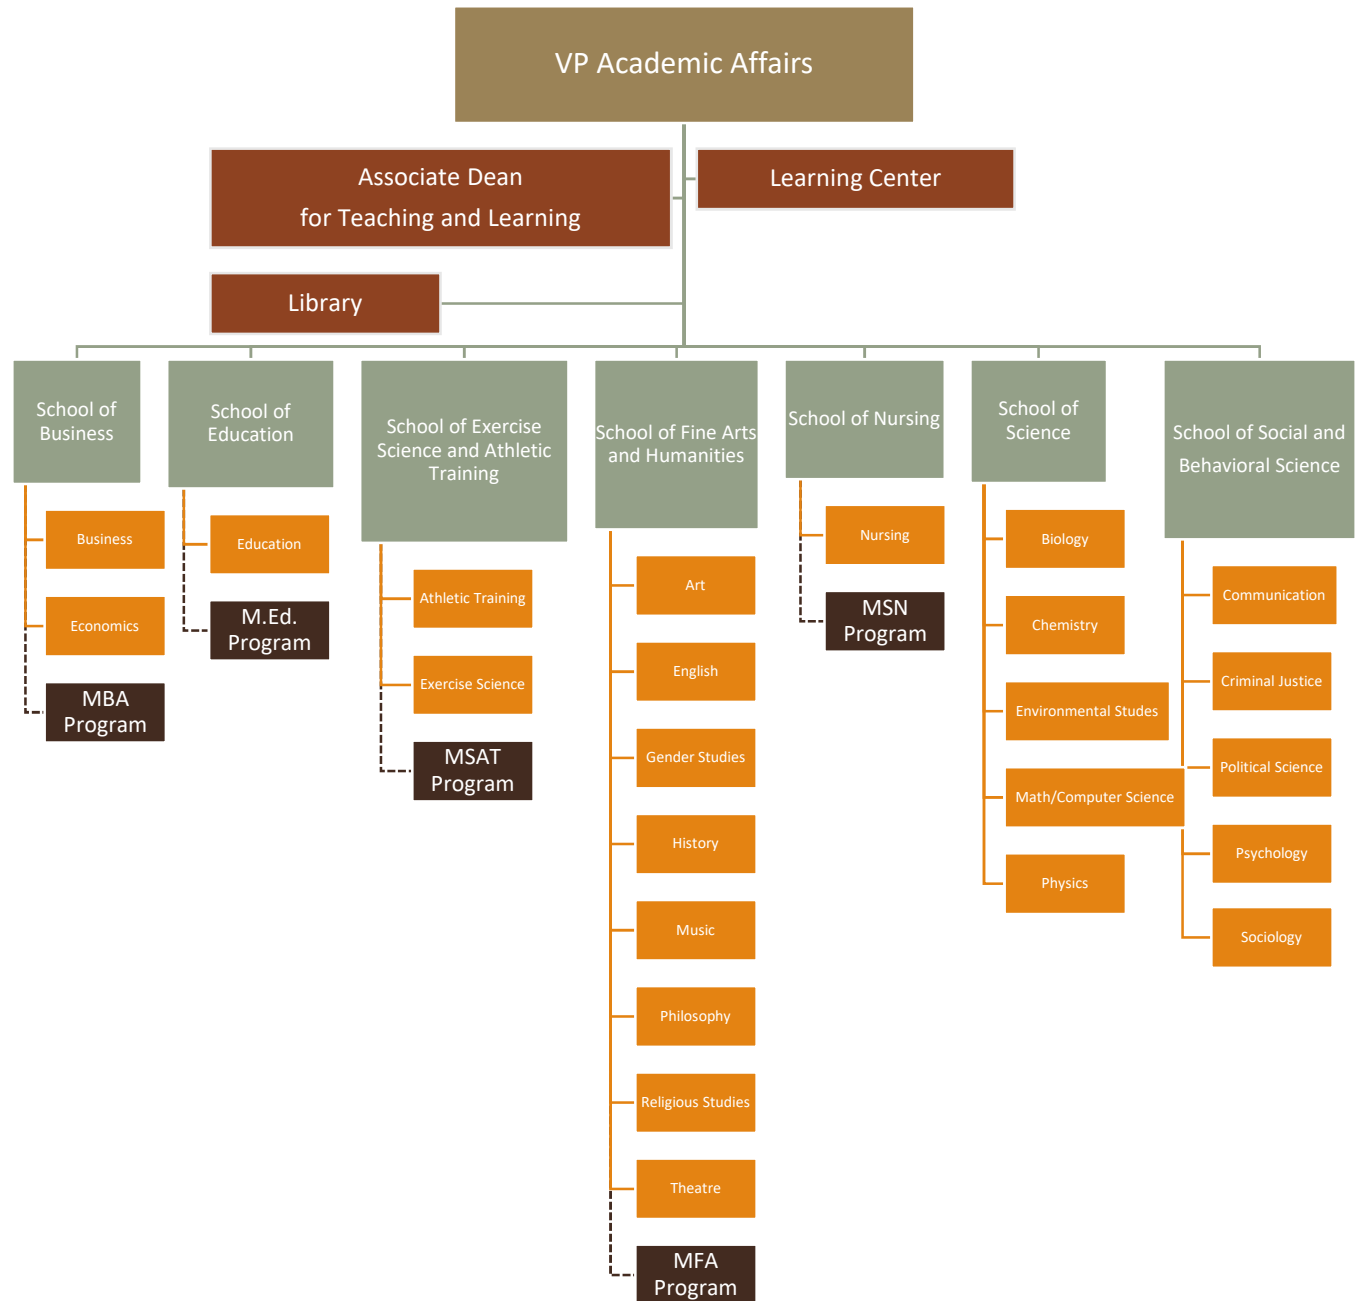 VP Academic Affairs
Associate Dean
for Teaching and Learning
Learning Center
Library
School of
Business
Business
Economics
MBA
Program
School of
Education
Education
M.Ed.
Program
School of Exercise
Science and Athletic
Training
Athletic Training
Exercise Science
MSAT
Program
School of Fine Arts
and Humanities
Art
English
Gender Studies
History
Music
Philosophy
Religious Studies
Theatre
MFA
Program
School of Nursing
Nursing
MSN
Program
School of
Science
Biology
Chemistry
Environmental Studes
Math/Computer Science
Physics
School of Social and
Behavioral Science
Communication
Criminal Justice
Political Science
Psychology
Sociology